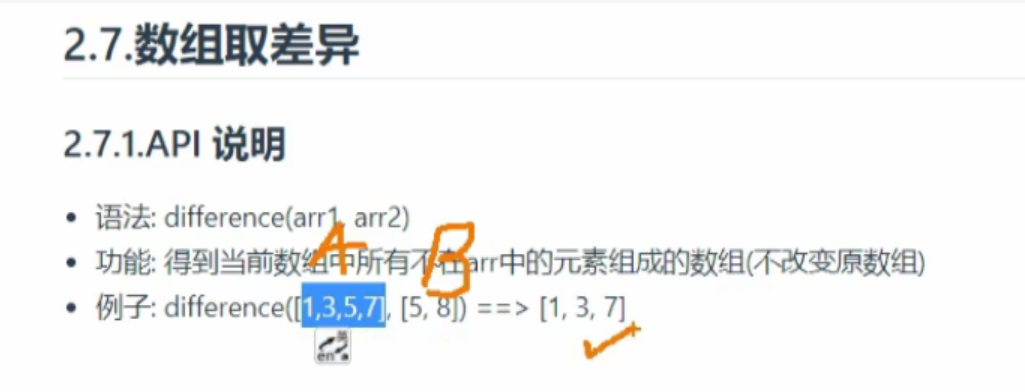 2.7.数组取差异
2.7.1.API 说明
语法: difference(arr1, arr2)
A B
功能: 得到当前数组中所有不在arr中的元素组成的数组(不改变原数组)
例子: difference([1,3,5,7], [5, 8]) ==> [1, 3, 7]
en